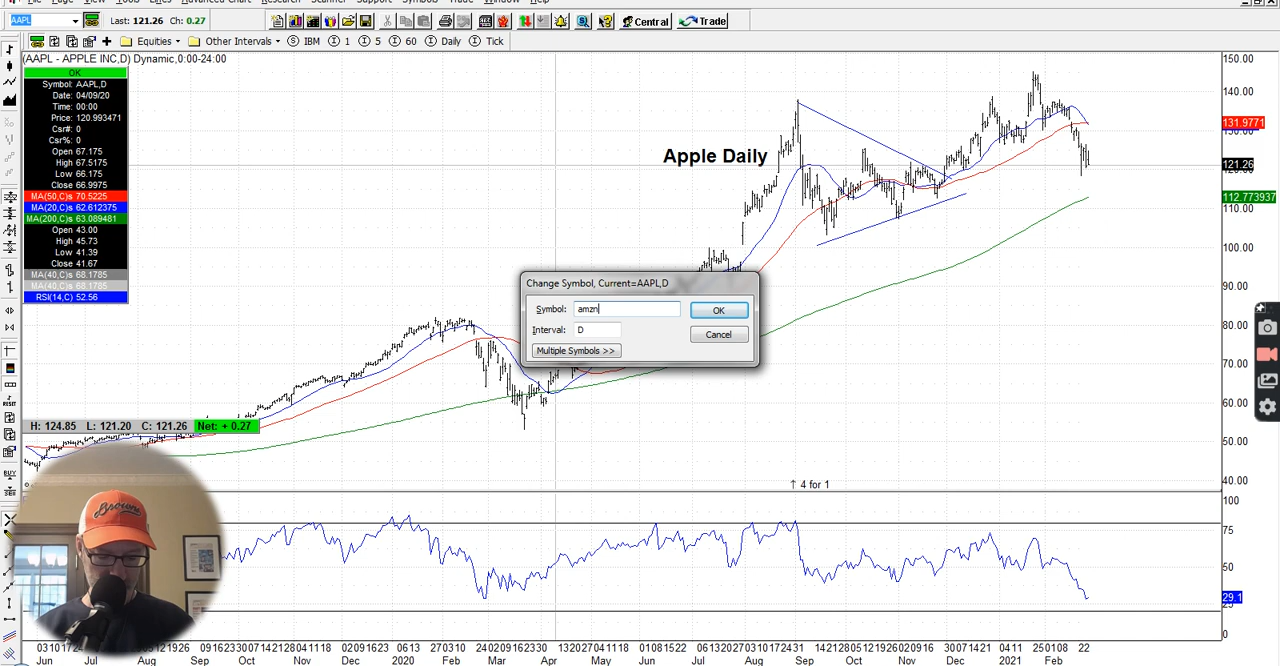 AAPL
Last: 121.26 Ch: 0.27
Central
Trade
Equities
Other Intervals
IBM
1
5
60
Daily
Tick
(AAPL - APPLE INC,D) Dynamic,0:00-24:00
OK
Symbol: AAPL,D
Date: 04/09/20
Time: 00:00
Price: 120.993471
Csr#: 0
Csr%: 0
Open 67.175
High 67.5175
Low 66.175
Close 66.9975
MA(50,C)s 70.5225
MA(20,C)s 62.612375
MA(200,C)s 63.089481
Open 43.00
High 45.73
Low 41.39
Close 41.67
MA(40,C)s 68.1785
MA(40,C)s 68.1785
RSI(14,C) 52.56
Apple Daily
150.00
140.00
131.9771
130.00
121.26
120.00
112.773937
110.00
100.00
90.00
80.00
70.00
60.00
50.00
40.00
Change Symbol, Current=AAPL,D
Symbol: amzn
OK
Interval: D
Cancel
Multiple Symbols >>
H: 124.85 L: 121.20 C: 121.26 Net: + 0.27
↑ 4 for 1
100
75
50
29.1
25
0
RESET
BUY
Browns
Jun Jul Aug Sep Oct Nov Dec 2020 Feb Mar Apr May Jun Jul Aug Sep Oct Nov Dec 2021 Feb